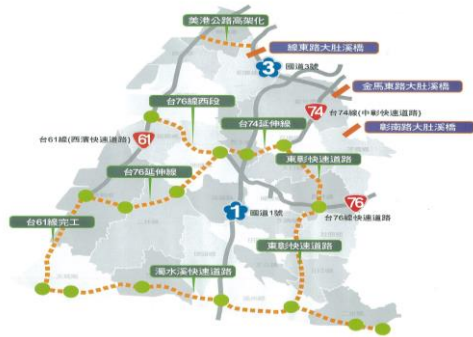 美港公路高架化
線東路大肚溪橋
3
國道3號
金馬東路大肚溪橋
台76線西段
74
台74線(中彰快速道路)
台74延伸線
彰南路大肚溪橋
61
台61線(西濱快速道路)
東彰快速道路
台76延伸線
76
台76線快速道路
台61線完工
1
國道1號
東彰快速道路
濁水溪快速道路